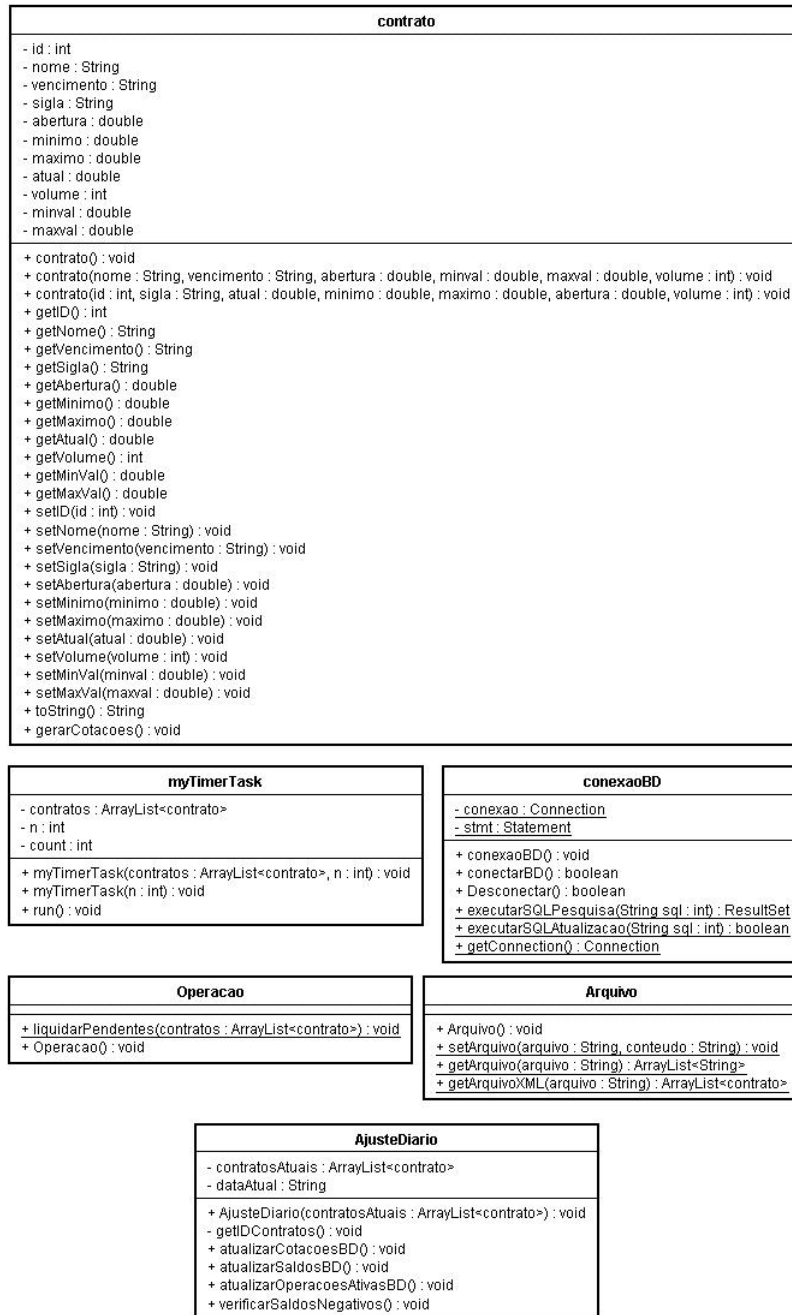 contrato
- id : int
- nome : String
- vencimento : String
- sigla : String
- abertura : double
- minimo : double
- maximo : double
- atual : double
- volume : int
- minval : double
- maxval : double
+ contrato() : void
+ contrato(nome : String, vencimento : String, abertura : double, minval : double, maxval : double, volume : int) : void
+ contrato(id : int, sigla : String, atual : double, minimo : double, maximo : double, abertura : double, volume : int) : void
+ getID() : int
+ getNome() : String
+ getVencimento() : String
+ getSigla() : String
+ getAbertura() : double
+ getMinimo() : double
+ getMaximo() : double
+ getAtual() : double
+ getVolume() : int
+ getMinVal() : double
+ getMaxVal() : double
+ setID(id : int) : void
+ setNome(nome : String) : void
+ setVencimento(vencimento : String) : void
+ setSigla(sigla : String) : void
+ setAbertura(abertura : double) : void
+ setMinimo(minimo : double) : void
+ setMaximo(maximo : double) : void
+ setAtual(atual : double) : void
+ setVolume(volume : int) : void
+ setMinVal(minval : double) : void
+ setMaxVal(maxval : double) : void
+ toString() : String
+ gerarCotacoes() : void
myTimerTask
- contratos : ArrayList<contrato>
- n : int
- count : int
+ myTimerTask(contratos : ArrayList<contrato>, n : int) : void
+ myTimerTask(n : int) : void
+ run() : void
conexaoBD
- conexao : Connection
- stmt : Statement
+ conexaoBD() : void
+ conectarBD() : boolean
+ Desconectar() : boolean
+ executarSQLPesquisa(String sql : int) : ResultSet
+ executarSQLAtualizacao(String sql : int) : boolean
+ getConnection() : Connection
Operacao
+ liquidarPendentes(contratos : ArrayList<contrato>) : void
+ Operacao() : void
Arquivo
+ Arquivo() : void
+ setArquivo(arquivo : String, conteudo : String) : void
+ getArquivo(arquivo : String) : ArrayList<String>
+ getArquivoXML(arquivo : String) : ArrayList<contrato>
AjusteDiario
- contratosAtuais : ArrayList<contrato>
- dataAtual : String
+ AjusteDiario(contratosAtuais : ArrayList<contrato>) : void
- getIDContratos() : void
+ atualizarCotacoesBD() : void
+ atualizarSaldosBD() : void
+ atualizarOperacoesAtivasBD() : void
+ verificarSaldosNegativos() : void